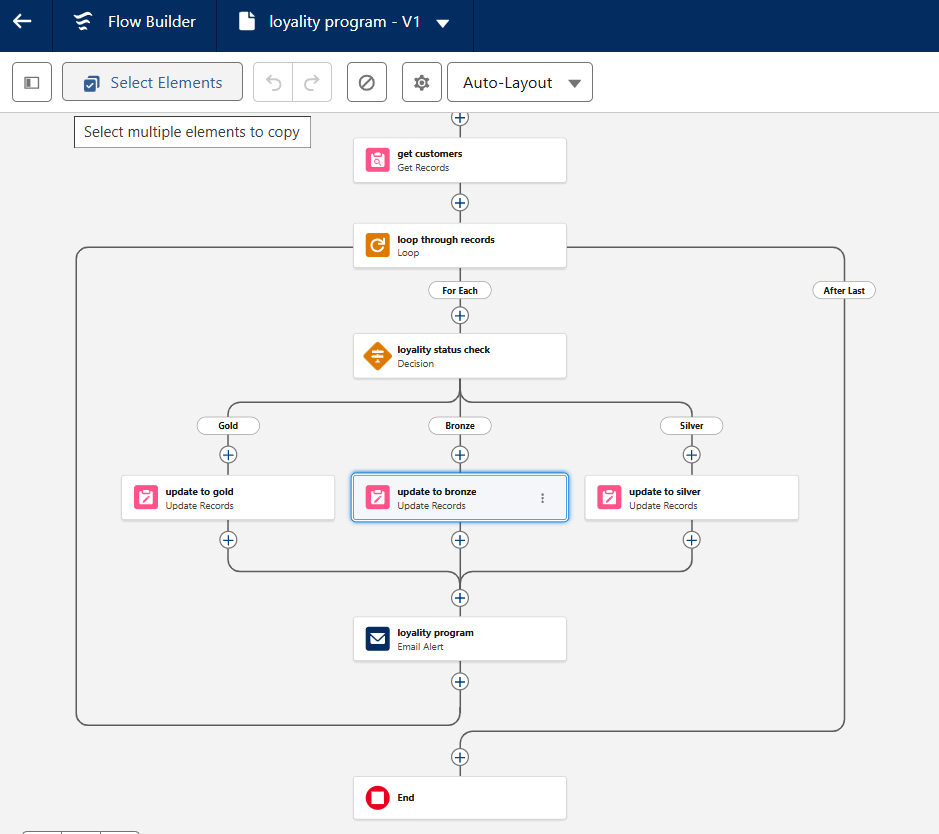 Flow Builder
loyality program - V1
Select Elements
Auto-Layout
Select multiple elements to copy
get customers
Get Records
loop through records
Loop
For Each
After Last
loyality status check
Decision
Gold
Bronze
Silver
update to gold
Update Records
update to bronze
Update Records
update to silver
Update Records
loyality program
Email Alert
End